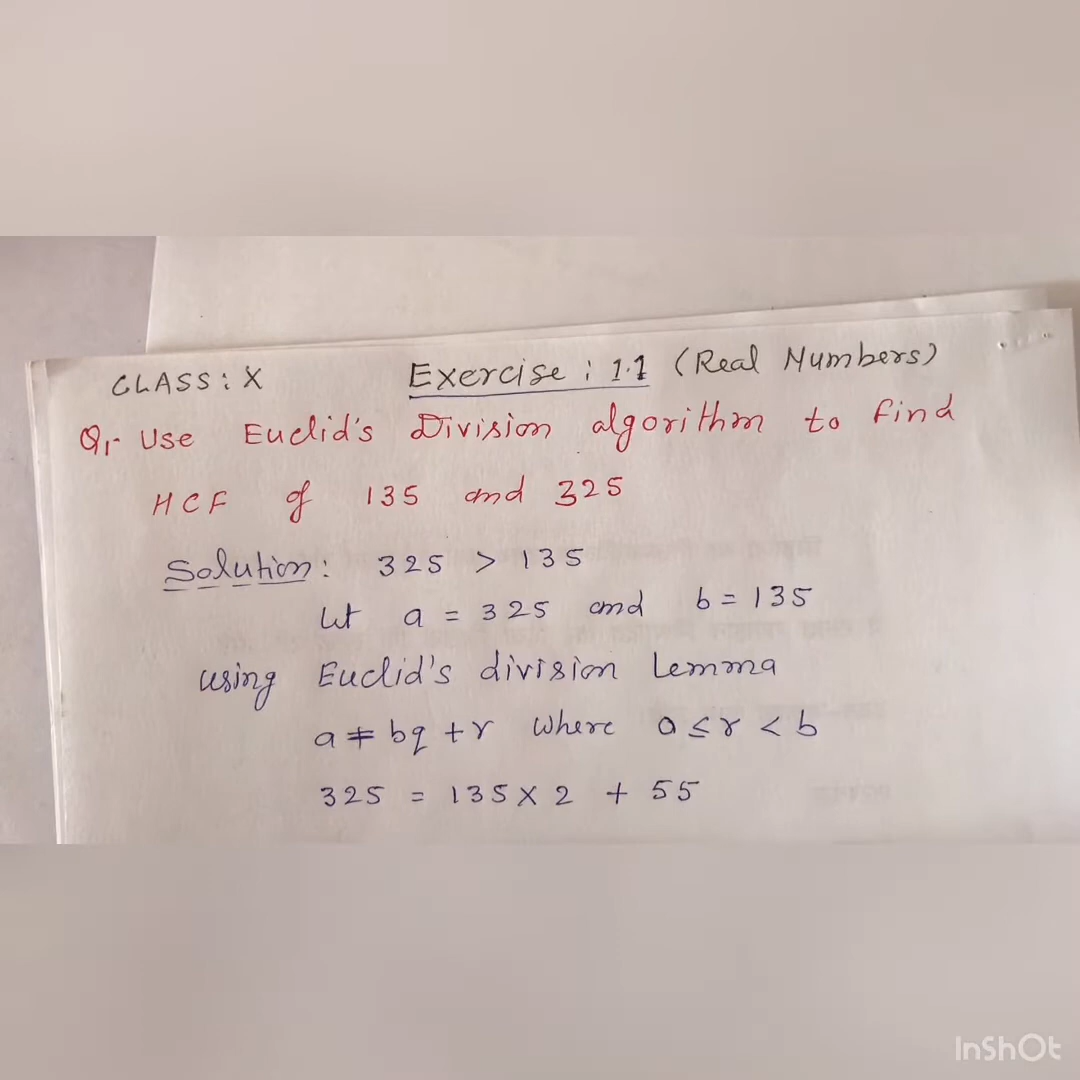 CLASS: X Exercise: 1.1 (Real Numbers)
Q1- Use Euclid's Division algorithm to find
HCF of 135 and 325
Solution: 325 > 135
Let a = 325 and b = 135
using Euclid's division Lemma
a ≠ bq + r where 0 ≤ r < b
325 = 135 × 2 + 55
InShOt